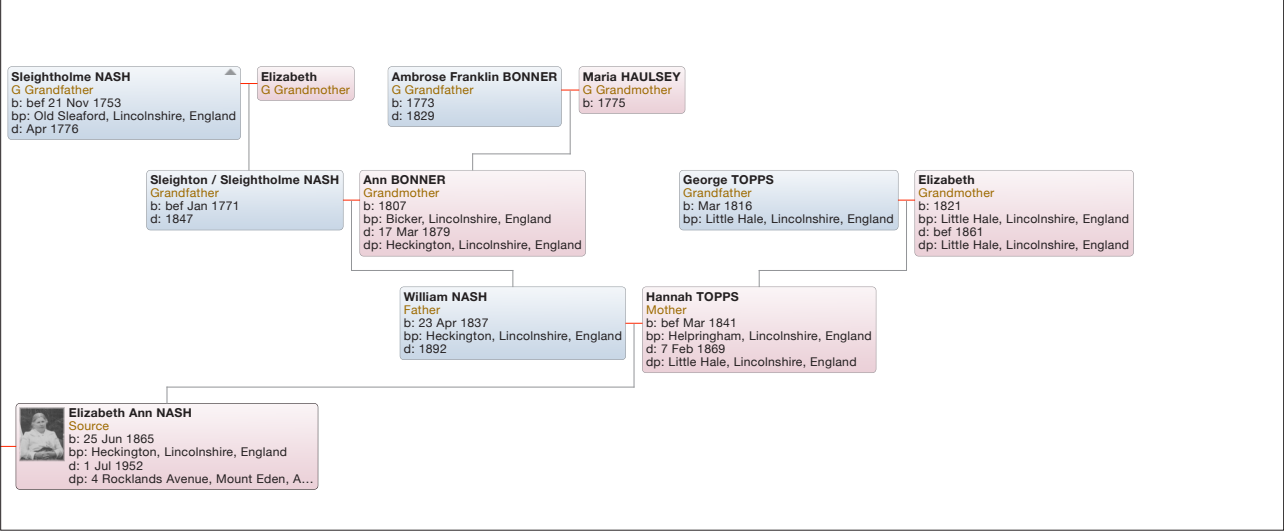 Sleightholme NASH
G Grandfather
b: bef 21 Nov 1753
bp: Old Sleaford, Lincolnshire, England
d: Apr 1776
Elizabeth
G Grandmother
Ambrose Franklin BONNER
G Grandfather
b: 1773
d: 1829
Maria HAULSEY
G Grandmother
b: 1775
Sleighton / Sleightholme NASH
Grandfather
b: bef Jan 1771
d: 1847
Ann BONNER
Grandmother
b: 1807
bp: Bicker, Lincolnshire, England
d: 17 Mar 1879
dp: Heckington, Lincolnshire, England
George TOPPS
Grandfather
b: Mar 1816
bp: Little Hale, Lincolnshire, England
Elizabeth
Grandmother
b: 1821
bp: Little Hale, Lincolnshire, England
d: bef 1861
dp: Little Hale, Lincolnshire, England
William NASH
Father
b: 23 Apr 1837
bp: Heckington, Lincolnshire, England
d: 1892
Hannah TOPPS
Mother
b: bef Mar 1841
bp: Helpringham, Lincolnshire, England
d: 7 Feb 1869
dp: Little Hale, Lincolnshire, England
Elizabeth Ann NASH
Source
b: 25 Jun 1865
bp: Heckington, Lincolnshire, England
d: 1 Jul 1952
dp: 4 Rocklands Avenue, Mount Eden, A…